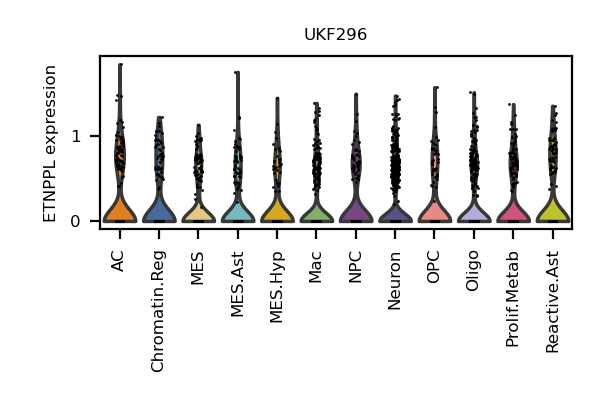 UKF296
ETNPPL expression
1
0
AC
Chromatin.Reg
MES
MES.Ast
MES.Hyp
Mac
NPC
Neuron
OPC
Oligo
Prolif.Metab
Reactive.Ast